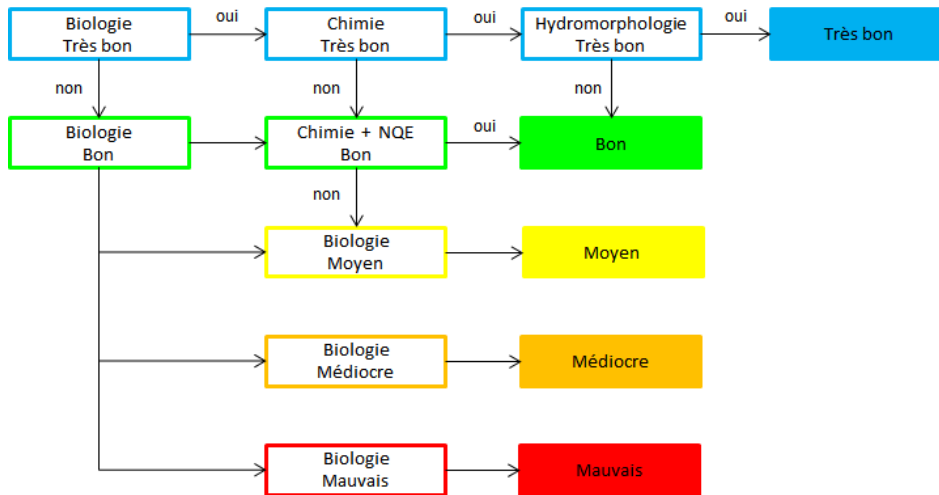 Biologie
Très bon
oui
Chimie
Très bon
oui
Hydromorphologie
Très bon
oui
Très bon
non
non
non
Biologie
Bon
Chimie + NQE
Bon
oui
Bon
non
Biologie
Moyen
Moyen
Biologie
Médiocre
Médiocre
Biologie
Mauvais
Mauvais